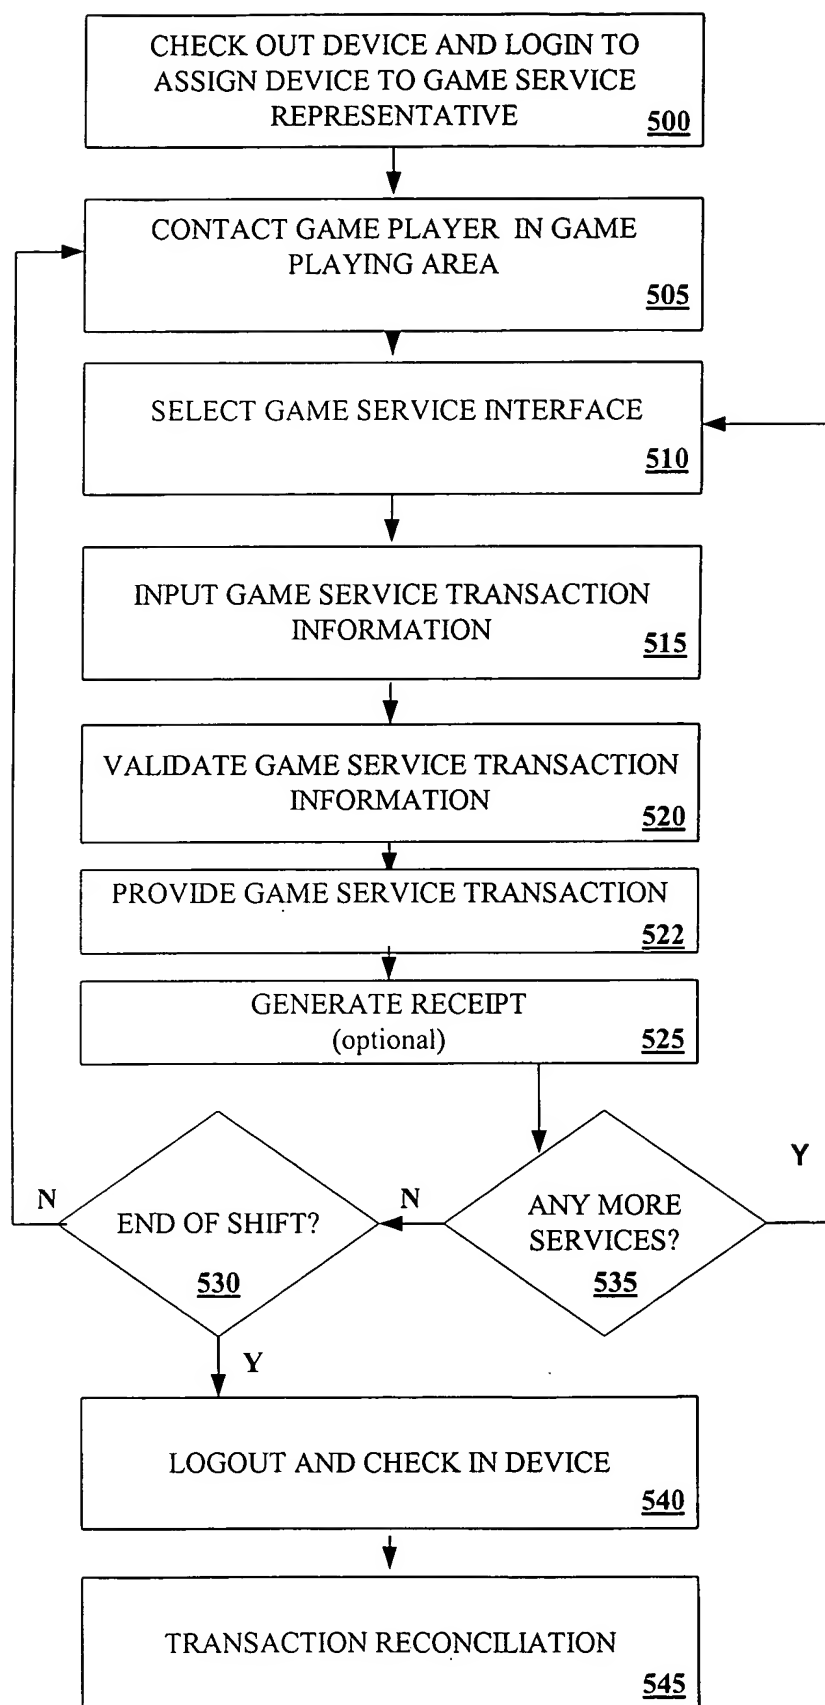 CHECK OUT DEVICE AND LOGIN TO
ASSIGN DEVICE TO GAME SERVICE
REPRESENTATIVE
500
CONTACT GAME PLAYER IN GAME
PLAYING AREA
505
SELECT GAME SERVICE INTERFACE
510
INPUT GAME SERVICE TRANSACTION
INFORMATION
515
VALIDATE GAME SERVICE TRANSACTION
INFORMATION
520
PROVIDE GAME SERVICE TRANSACTION
522
GENERATE RECEIPT
(optional)
525
N
END OF SHIFT?
530
N
ANY MORE
SERVICES?
535
Y
Y
LOGOUT AND CHECK IN DEVICE
540
TRANSACTION RECONCILIATION
545